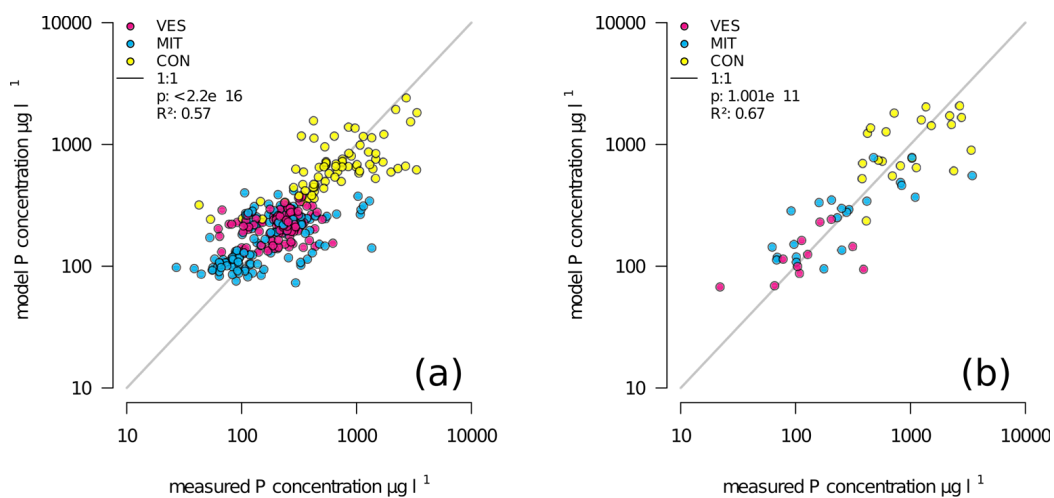 10000
1000
100
10
model P concentration µg l 1
VES
MIT
CON
1:1
p: <2.2e 16
R²: 0.57
(a)
10 100 1000 10000
measured P concentration µg l 1
10000
1000
100
10
model P concentration µg l 1
VES
MIT
CON
1:1
p: 1.001e 11
R²: 0.67
(b)
10 100 1000 10000
measured P concentration µg l 1